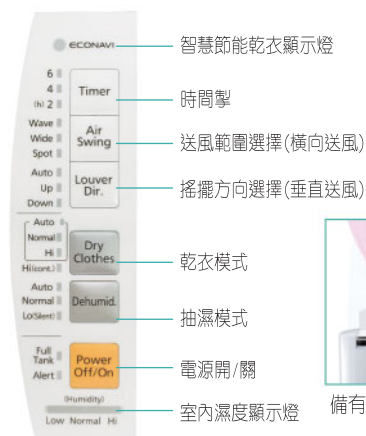 ECONAVI
智慧節能乾衣顯示燈
6
4
(h) 2
Timer
時間掣
Wave
Wide
Spot
Air
Swing
送風範圍選擇(橫向送風)
Auto
Up
Down
Louver
Dir.
搖擺方向選擇(垂直送風)
Auto
Normal
Hi
Hi(cont.)
Dry
Clothes
乾衣模式
Auto
Normal
Lo(Silent)
Dehumid.
抽濕模式
Full
Tank
Alert
Power
Off/On
電源開/關
(Humidity)
Low Normal Hi
室內濕度顯示燈
備有